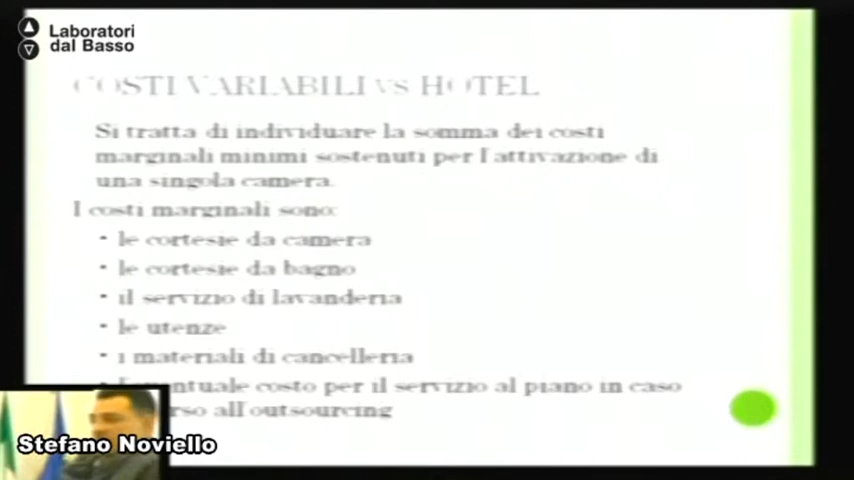 Laboratori
dal Basso
COSTI VARIABILI vs HOTEL
Si tratta di individuare la somma dei costi
marginali minimi sostenuti per l'attivazione di
una singola camera.
I costi marginali sono:
• le cortesie da camera
• le cortesie da bagno
• il servizio di lavanderia
• le utenze
• i materiali di cancelleria
costo per il servizio al piano in caso
all'outsourcing
Stefano Noviello